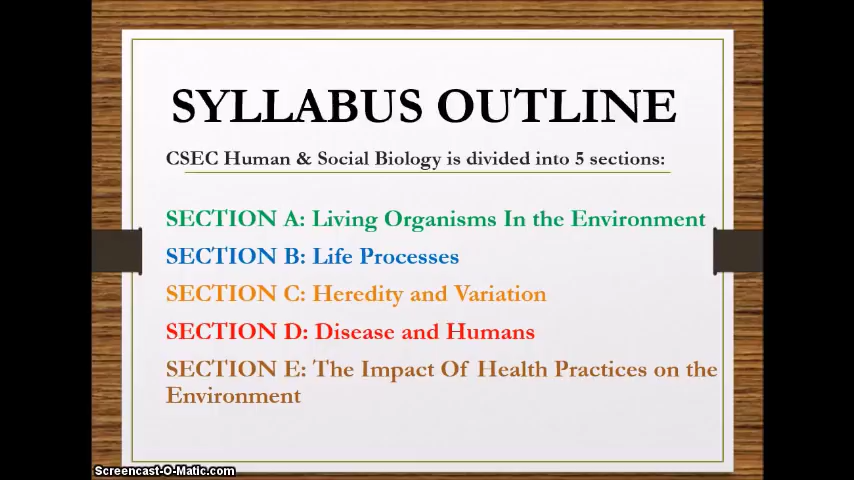 SYLLABUS OUTLINE
CSEC Human & Social Biology is divided into 5 sections:
SECTION A: Living Organisms In the Environment
SECTION B: Life Processes
SECTION C: Heredity and Variation
SECTION D: Disease and Humans
SECTION E: The Impact Of Health Practices on the
Environment
Screencast-O-Matic.com